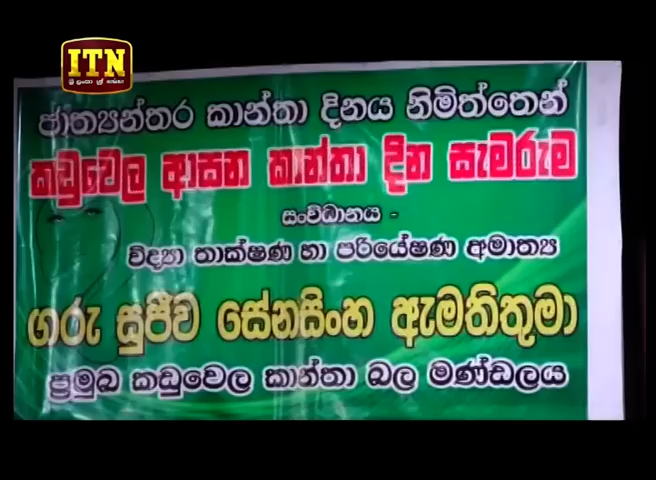 ITN
ජාත්‍යන්තර කාන්තා දිනය නිමිත්තෙන්
කඩුවෙල ආසන කාන්තා දින සැමරුම
සංවිධානය -
විද්‍යා තාක්ෂණ හා පරියේෂණ අමාත්‍ය
ගරු සුජීව සේනසිංහ ඇමතිතුමා
ප්‍රමුඛ කඩුවෙල කාන්තා බල මණ්ඩලය